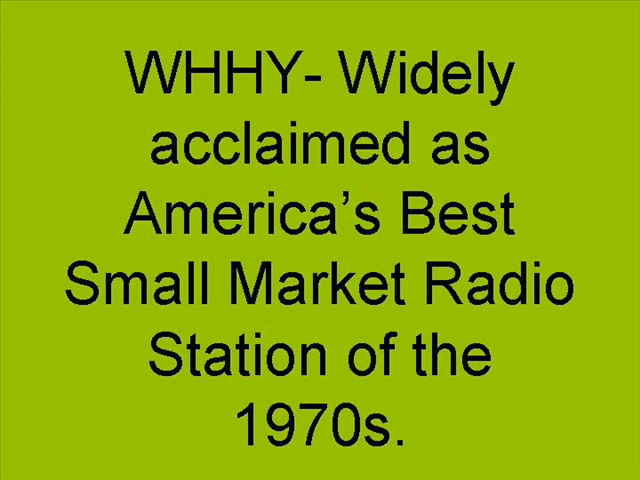 WHHY- Widely
acclaimed as
America’s Best
Small Market Radio
Station of the
1970s.